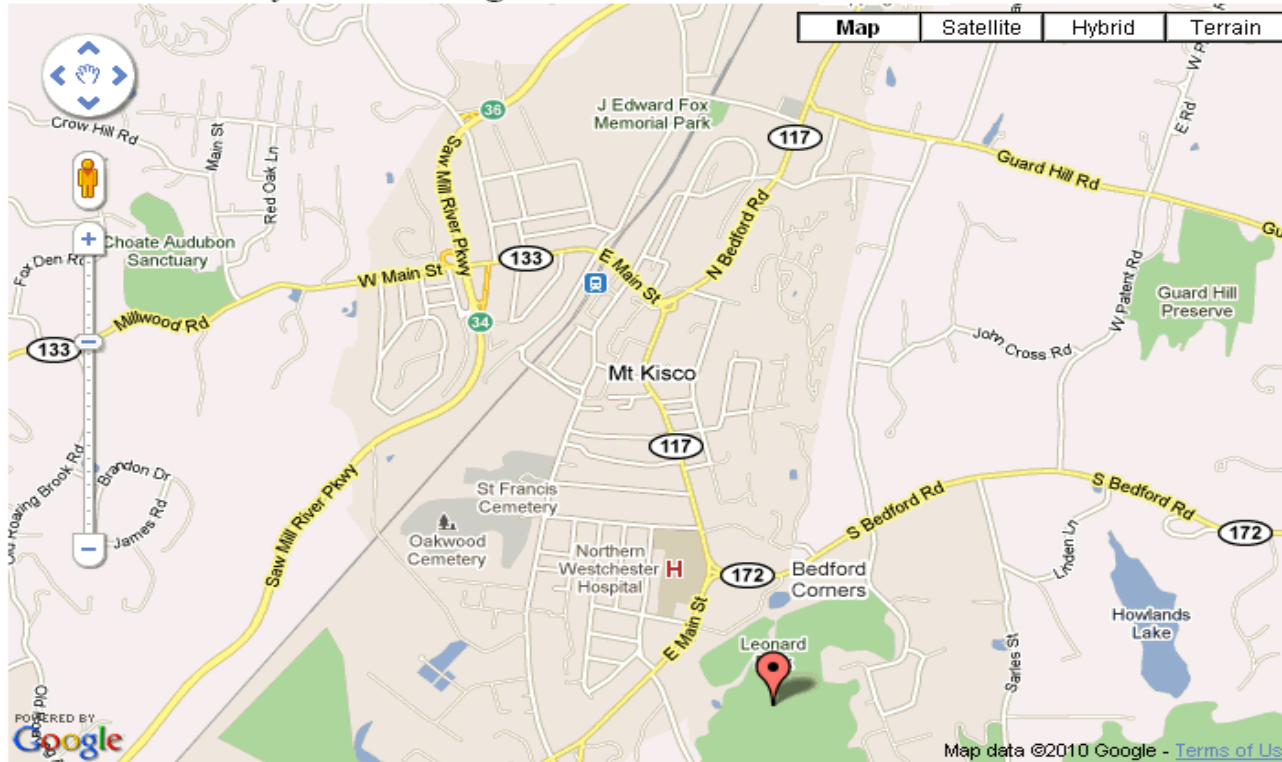 Map
Satellite
Hybrid
Terrain
36
J Edward Fox
Memorial Park
117
Crow Hill Rd
Main St
Red Oak Ln
Saw Mill River Pkwy
Guard Hill Rd
E Rd
Choate Audubon
Sanctuary
Fox Den Rd
W Main St
133
E Main St
N Bedford Rd
W Patent Rd
Guard Hill
Preserve
Millwood Rd
133
34
John Cross Rd
Mt Kisco
117
Brandon Dr
James Rd
Saw Mill River Pkwy
St Francis
Cemetery
Oakwood
Cemetery
S Bedford Rd
S Bedford Rd
172
Northern
Westchester
Hospital
H
172
Bedford
Corners
Linden Ln
Howlands
Lake
E Main St
Leonard
Sarles St
POWERED BY
Google
Map data ©2010 Google - Terms of Us